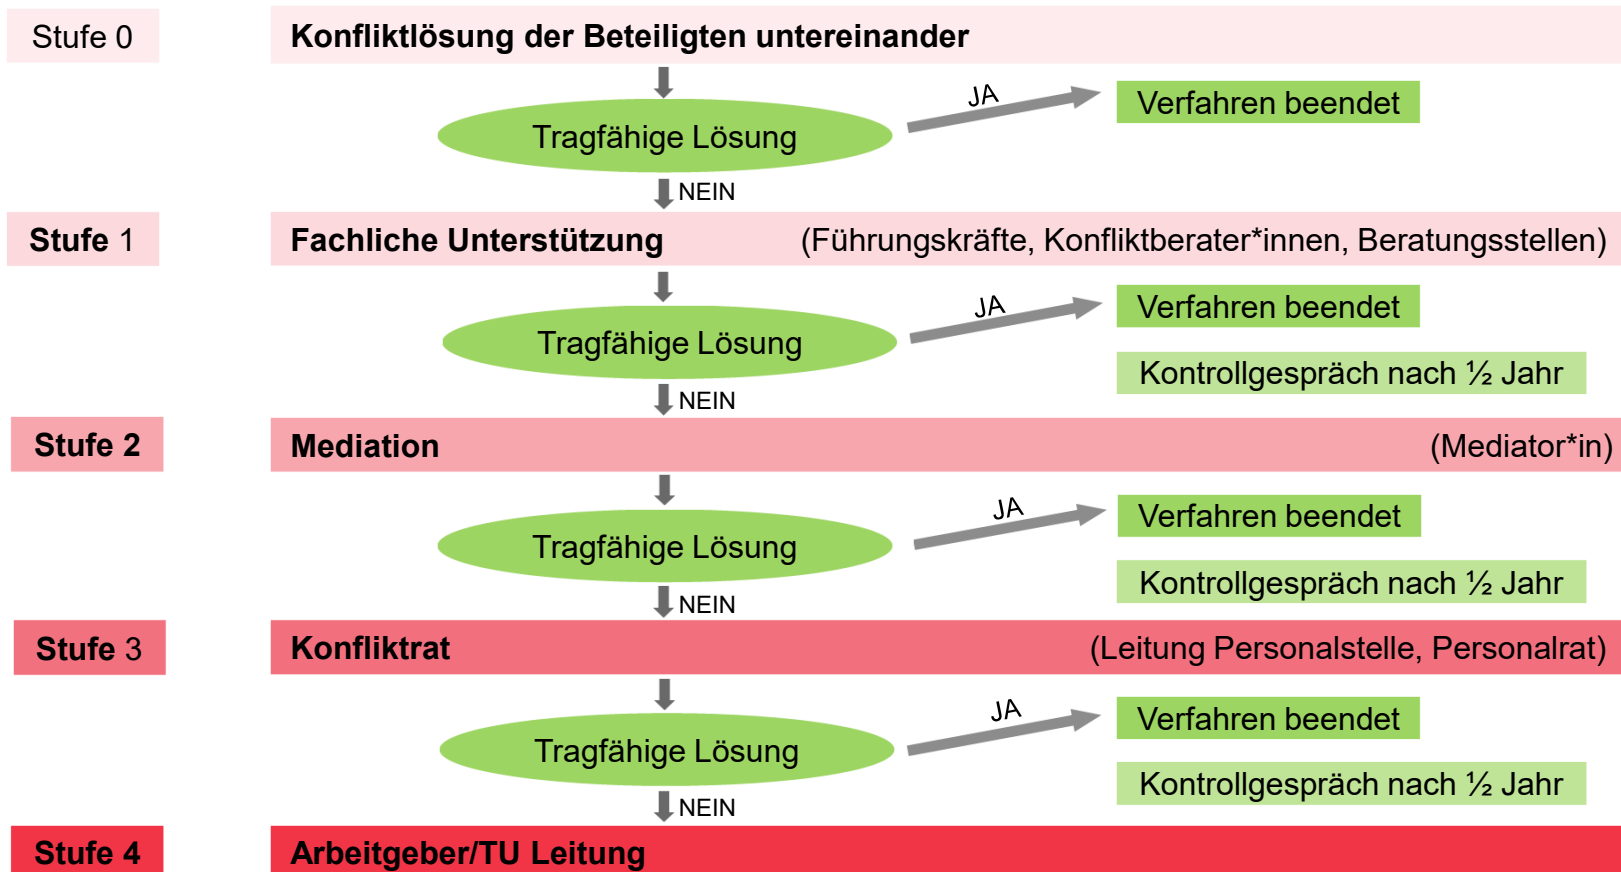 Stufe 0
Konfliktlösung der Beteiligten untereinander
JA
Verfahren beendet
Tragfähige Lösung
NEIN
Stufe 1
Fachliche Unterstützung (Führungskräfte, Konfliktberater*innen, Beratungsstellen)
JA
Verfahren beendet
Tragfähige Lösung
Kontrollgespräch nach ½ Jahr
NEIN
Stufe 2
Mediation (Mediator*in)
JA
Verfahren beendet
Tragfähige Lösung
Kontrollgespräch nach ½ Jahr
NEIN
Stufe 3
Konfliktrat (Leitung Personalstelle, Personalrat)
JA
Verfahren beendet
Tragfähige Lösung
Kontrollgespräch nach ½ Jahr
NEIN
Stufe 4
Arbeitgeber/TU Leitung